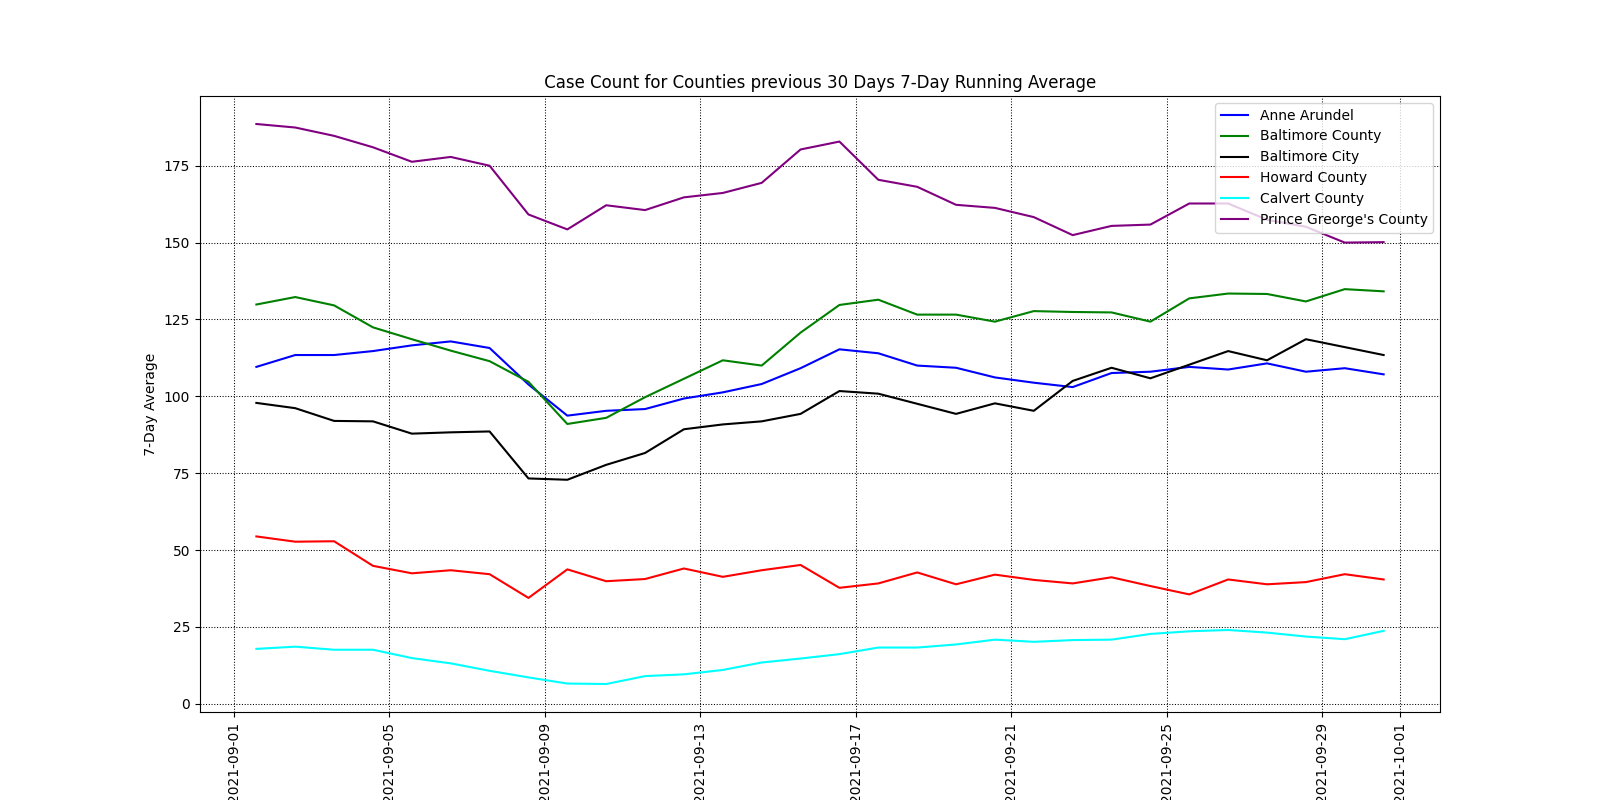 Case Count for Counties previous 30 Days 7-Day Running Average
Anne Arundel
Baltimore County
Baltimore City
Howard County
Calvert County
Prince Greorge's County
7-Day Average
175
150
125
100
75
50
25
0
2021-09-01
2021-09-05
2021-09-09
2021-09-13
2021-09-17
2021-09-21
2021-09-25
2021-09-29
2021-10-01